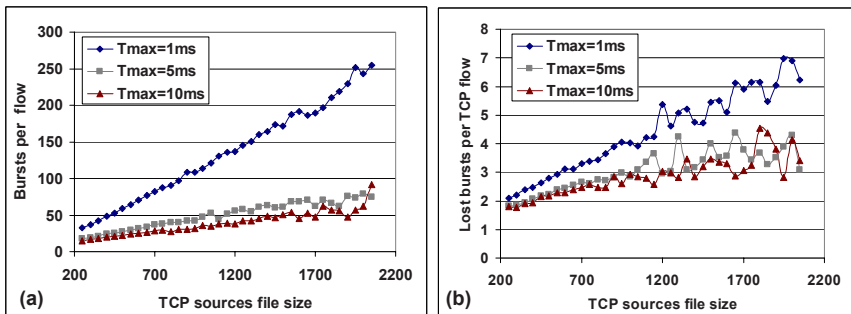 300
250
200
150
100
50
0
Bursts per flow
Tmax=1ms
Tmax=5ms
Tmax=10ms
200 700 1200 1700 2200
(a)
TCP sources file size
8
7
6
5
4
3
2
1
0
Lost bursts per TCP flow
Tmax=1ms
Tmax=5ms
Tmax=10ms
200 700 1200 1700 2200
(b)
TCP sources file size